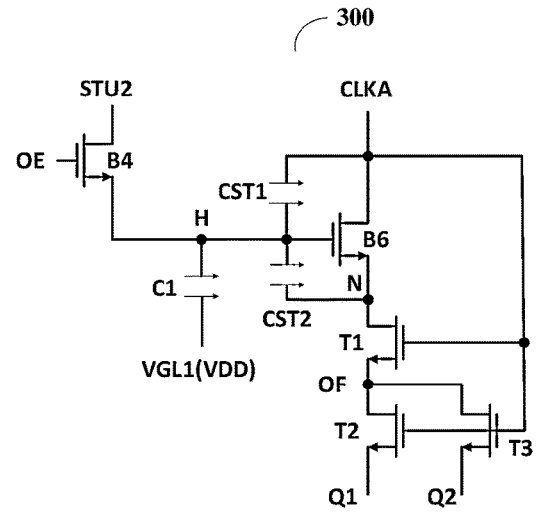 300
STU2
CLKA
OE
B4
CST1
H
B6
C1
N
CST2
T1
VGL1(VDD)
OF
T2
T3
Q1
Q2